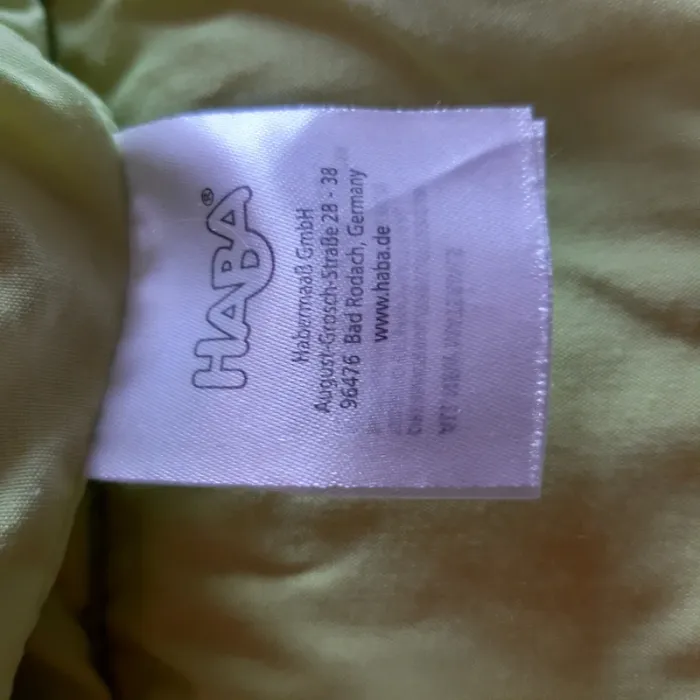 HABA®
Habermaaß GmbH
August-Grosch-Straße 28 - 38
96476 Bad Rodach, Germany
www.haba.de